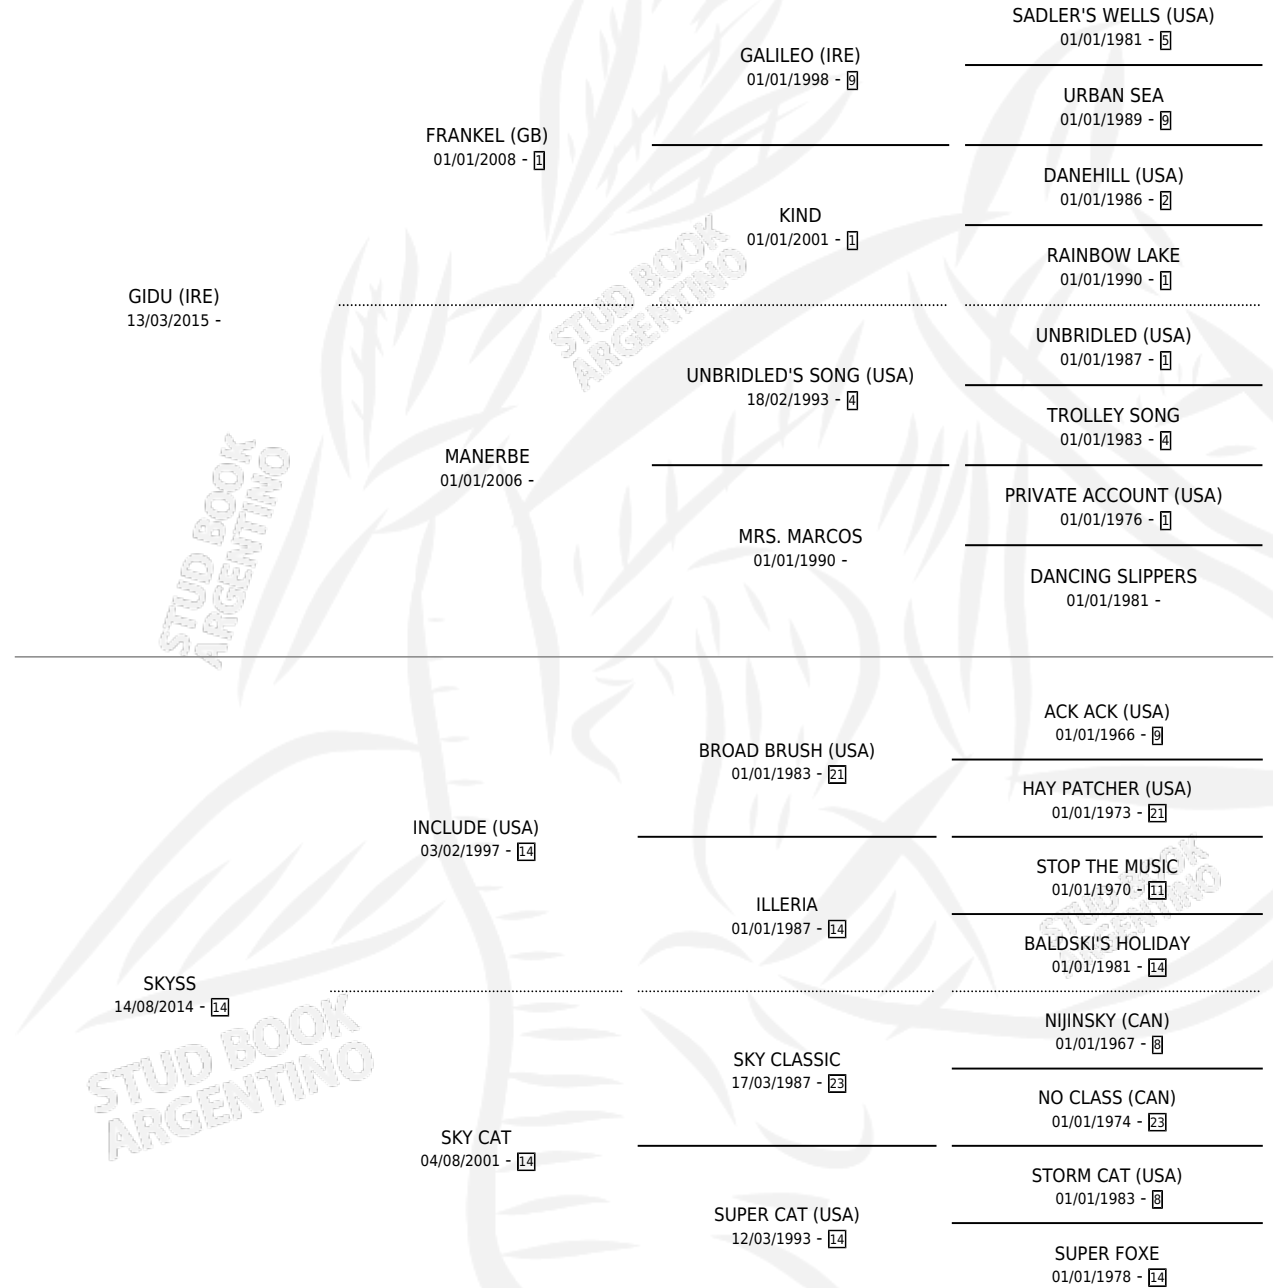 SADLER'S WELLS (USA)
01/01/1981 - 5
GALILEO (IRE)
01/01/1998 - 9
URBAN SEA
01/01/1989 - 9
FRANKEL (GB)
01/01/2008 - 1
DANEHILL (USA)
01/01/1986 - 2
KIND
01/01/2001 - 1
RAINBOW LAKE
01/01/1990 - 1
GIDU (IRE)
13/03/2015 -
STUD BOOK
ARGENTINO
UNBRIDLED (USA)
01/01/1987 - 1
UNBRIDLED'S SONG (USA)
18/02/1993 - 4
TROLLEY SONG
01/01/1983 - 4
MANERBE
01/01/2006 -
PRIVATE ACCOUNT (USA)
01/01/1976 - 1
MRS. MARCOS
01/01/1990 -
DANCING SLIPPERS
01/01/1981 -
STUD BOOK
ARGENTINO
ACK ACK (USA)
01/01/1966 - 9
BROAD BRUSH (USA)
01/01/1983 - 21
HAY PATCHER (USA)
01/01/1973 - 21
INCLUDE (USA)
03/02/1997 - 14
STOP THE MUSIC
01/01/1970 - 11
ILLERIA
01/01/1987 - 14
BALDSKI'S HOLIDAY
01/01/1981 - 14
STUD BOOK
ARGENTINO
SKYSS
14/08/2014 - 14
NIJINSKY (CAN)
01/01/1967 - 8
SKY CLASSIC
17/03/1987 - 23
NO CLASS (CAN)
01/01/1974 - 23
STUD BOOK
ARGENTINO
SKY CAT
04/08/2001 - 14
STORM CAT (USA)
01/01/1983 - 8
SUPER CAT (USA)
12/03/1993 - 14
SUPER FOXE
01/01/1978 - 14